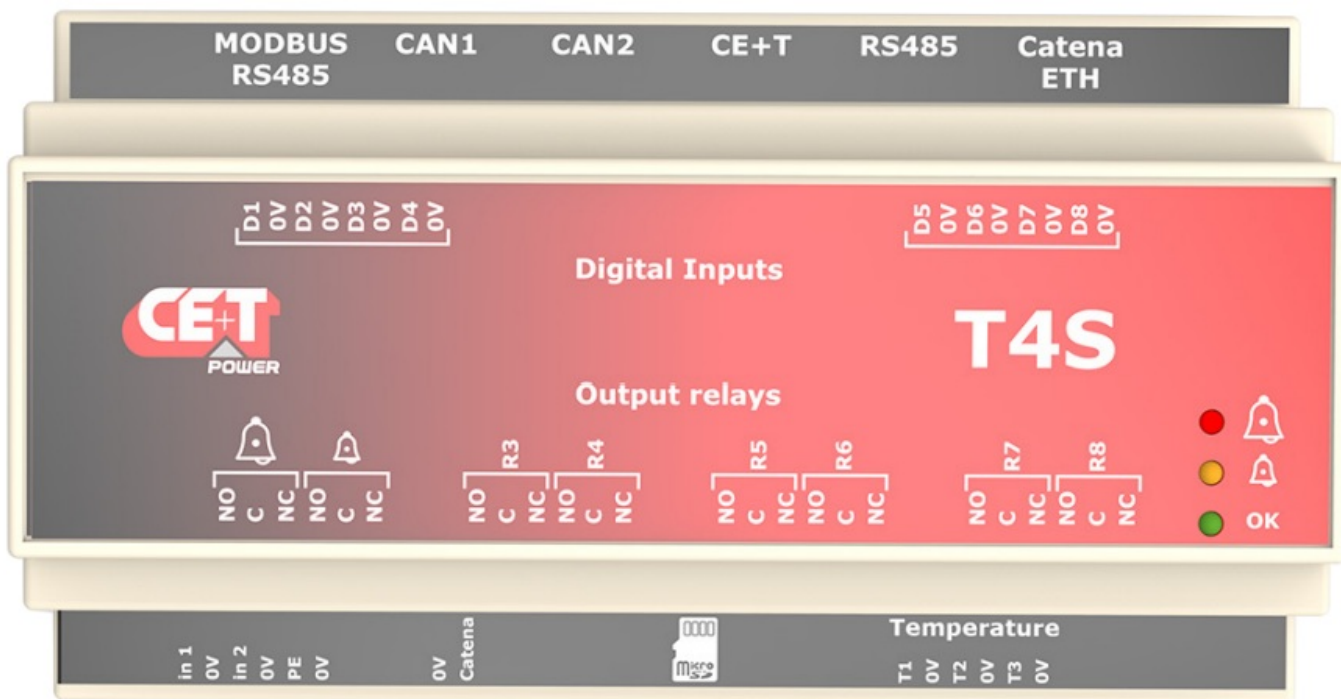 MODBUS RS485 CAN1 CAN2 CE+T RS485 Catena ETH
D1 0V D2 0V D3 0V D4 0V
D5 0V D6 0V D7 0V D8 0V
Digital Inputs
CE+T
POWER
T4S
Output relays
R3 R4 R5 R6 R7 R8
NO C NC NO C NC NO C NC NO C NC NO C NC NO C NC NO C NC NO C NC
OK
in 1 0V in 2 0V PE 0V
0V Catena
Micro SD
Temperature
T1 0V T2 0V T3 0V